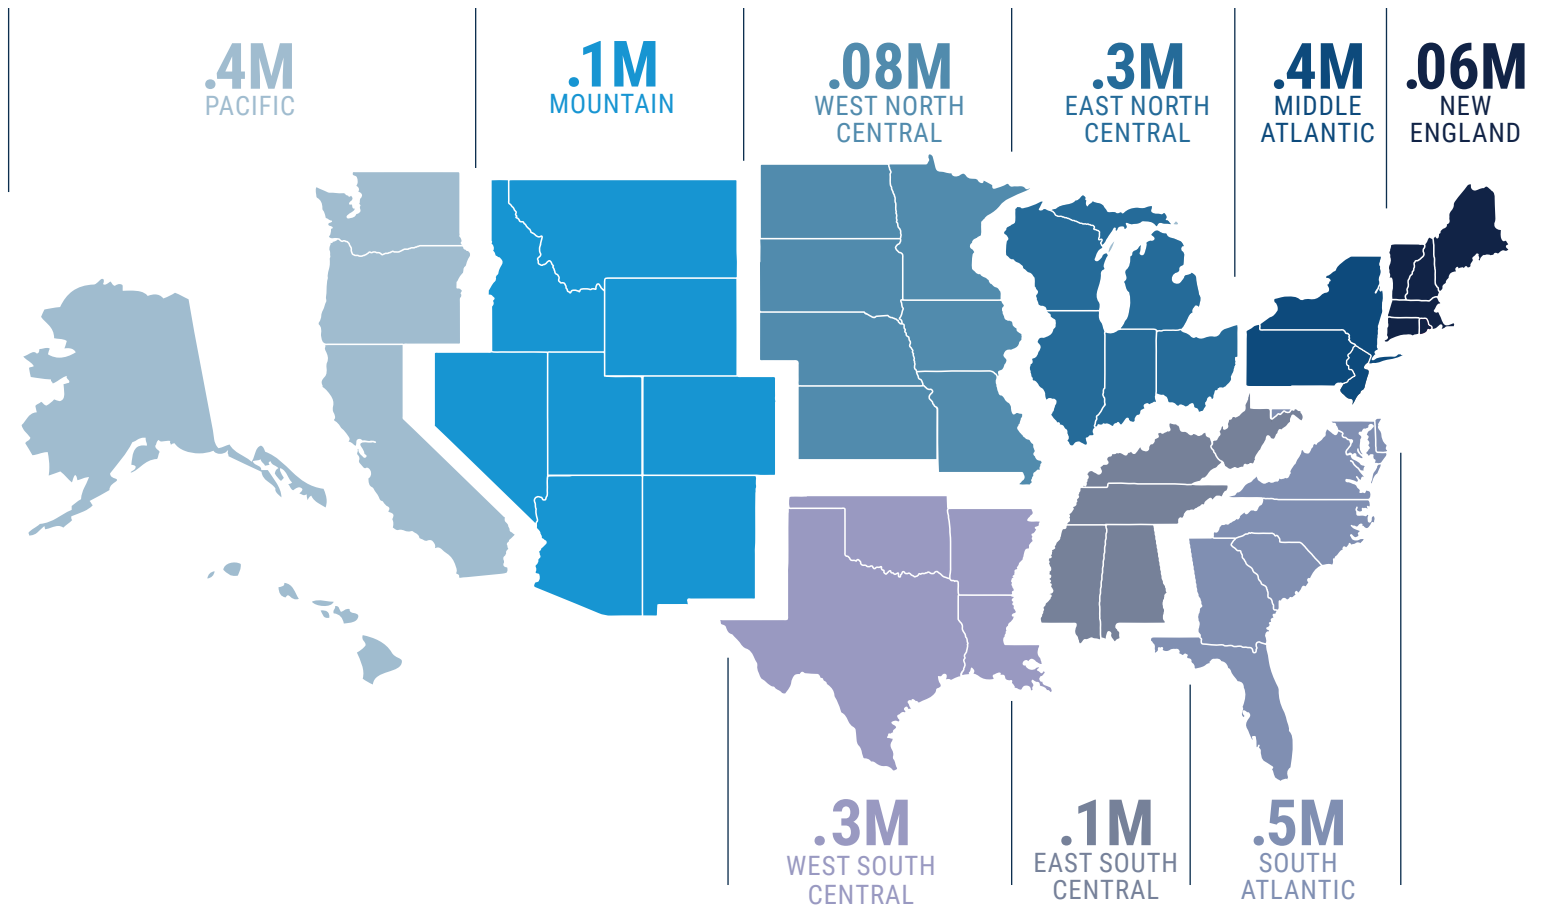 .4M
PACIFIC
.1M
MOUNTAIN
.08M
WEST NORTH
CENTRAL
.3M
EAST NORTH
CENTRAL
.4M
MIDDLE
ATLANTIC
.06M
NEW
ENGLAND
.3M
WEST SOUTH
CENTRAL
.1M
EAST SOUTH
CENTRAL
.5M
SOUTH
ATLANTIC